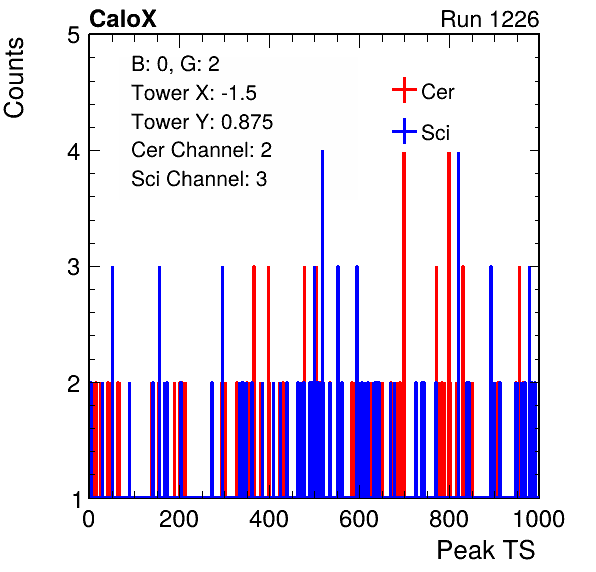 CaloX Run 1226
Counts
B: 0, G: 2
Tower X: -1.5
Tower Y: 0.875
Cer Channel: 2
Sci Channel: 3
Cer
Sci
5
4
3
2
1
0 200 400 600 800 1000
Peak TS